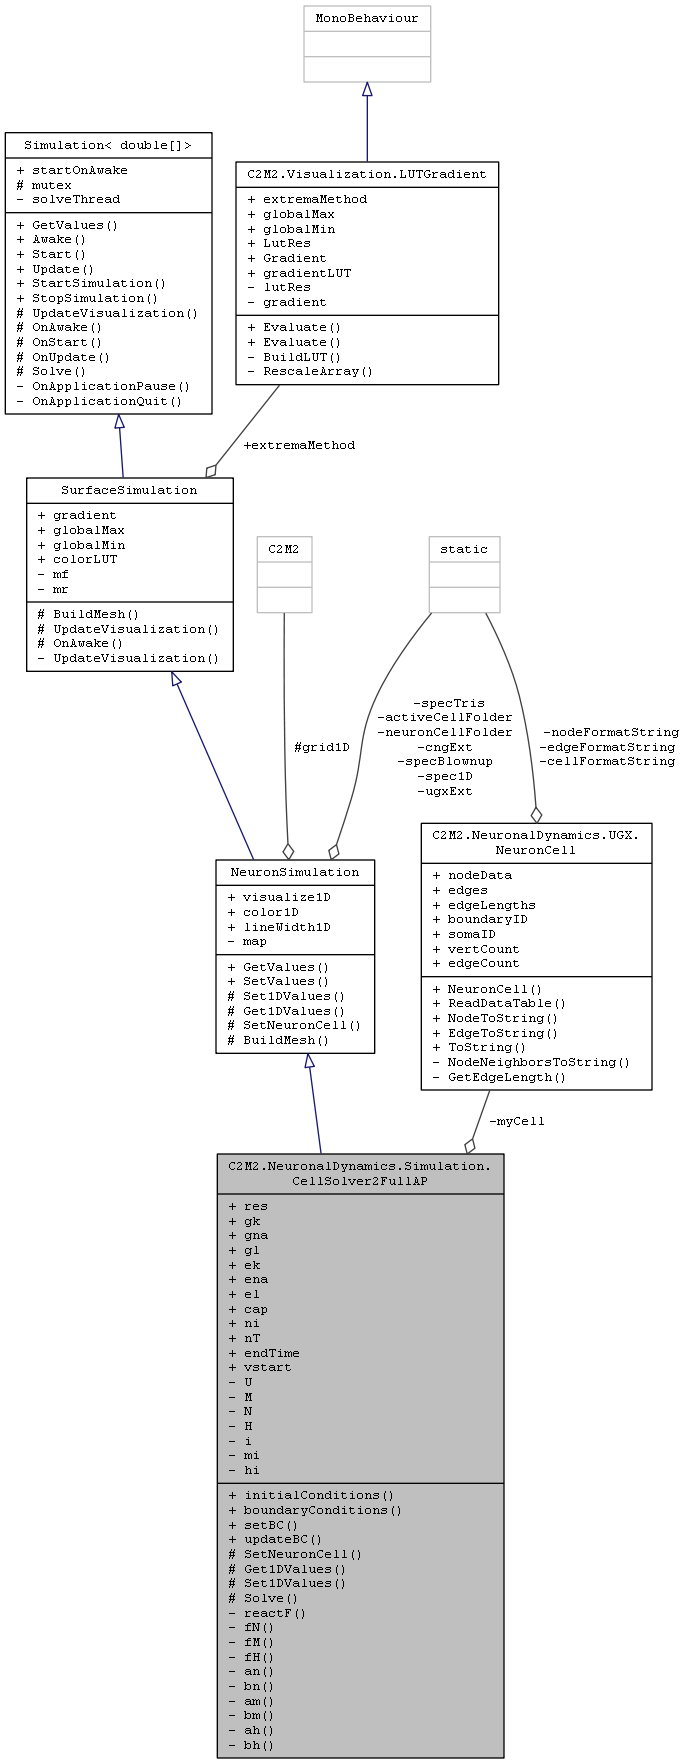 MonoBehaviour
Simulation< double[]>
+ startOnAwake
# mutex
- solveThread
+ GetValues()
+ Awake()
+ Start()
+ Update()
+ StartSimulation()
+ StopSimulation()
# UpdateVisualization()
# OnAwake()
# OnStart()
# OnUpdate()
# Solve()
- OnApplicationPause()
- OnApplicationQuit()
C2M2.Visualization.LUTGradient
+ extremaMethod
+ globalMax
+ globalMin
+ LutRes
+ Gradient
+ gradientLUT
- lutRes
- gradient
+ Evaluate()
+ Evaluate()
- BuildLUT()
- RescaleArray()
+extremaMethod
SurfaceSimulation
+ gradient
+ globalMax
+ globalMin
+ colorLUT
- mf
- mr
# BuildMesh()
# UpdateVisualization()
# OnAwake()
- UpdateVisualization()
C2M2
static
#grid1D
-specTris
-activeCellFolder
-neuronCellFolder
-cngExt
-specBlownup
-spec1D
-ugxExt
-nodeFormatString
-edgeFormatString
-cellFormatString
NeuronSimulation
+ visualize1D
+ color1D
+ lineWidth1D
- map
+ GetValues()
+ SetValues()
# Set1DValues()
# Get1DValues()
# SetNeuronCell()
# BuildMesh()
C2M2.NeuronalDynamics.UGX.
NeuronCell
+ nodeData
+ edges
+ edgeLengths
+ boundaryID
+ somaID
+ vertCount
+ edgeCount
+ NeuronCell()
+ ReadDataTable()
+ NodeToString()
+ EdgeToString()
+ ToString()
- NodeNeighborsToString()
- GetEdgeLength()
-myCell
C2M2.NeuronalDynamics.Simulation.
CellSolver2FullAP
+ res
+ gk
+ gna
+ gl
+ ek
+ ena
+ el
+ cap
+ ni
+ nT
+ endTime
+ vstart
- U
- M
- N
- H
- i
- mi
- hi
+ initialConditions()
+ boundaryConditions()
+ setBC()
+ updateBC()
# SetNeuronCell()
# Get1DValues()
# Set1DValues()
# Solve()
- reactF()
- fN()
- fM()
- fH()
- an()
- bn()
- am()
- bm()
- ah()
- bh()